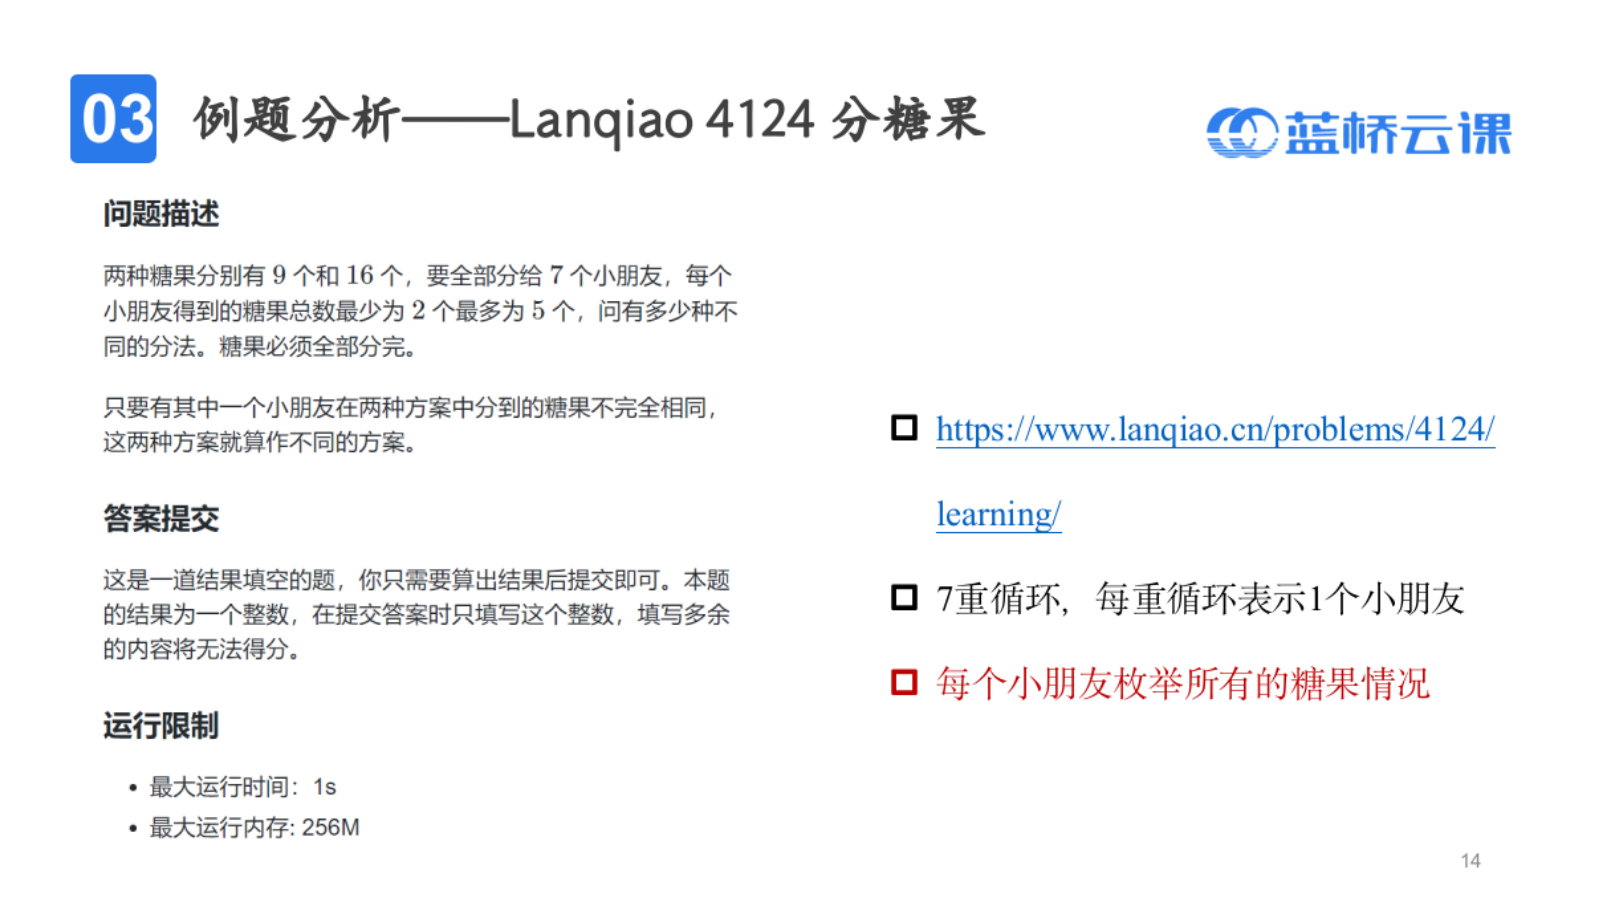 03 例题分析——Lanqiao 4124 分糖果
蓝桥云课
问题描述
两种糖果分别有 9 个和 16 个，要全部分给 7 个小朋友，每个
小朋友得到的糖果总数最少为 2 个最多为 5 个，问有多少种不
同的分法。糖果必须全部分完。
只要有其中一个小朋友在两种方案中分到的糖果不完全相同，
这两种方案就算作不同的方案。
答案提交
这是一道结果填空的题，你只需要算出结果后提交即可。本题
的结果为一个整数，在提交答案时只填写这个整数，填写多余
的内容将无法得分。
运行限制
• 最大运行时间：1s
• 最大运行内存: 256M
https://www.lanqiao.cn/problems/4124/
learning/
7重循环，每重循环表示1个小朋友
每个小朋友枚举所有的糖果情况
14